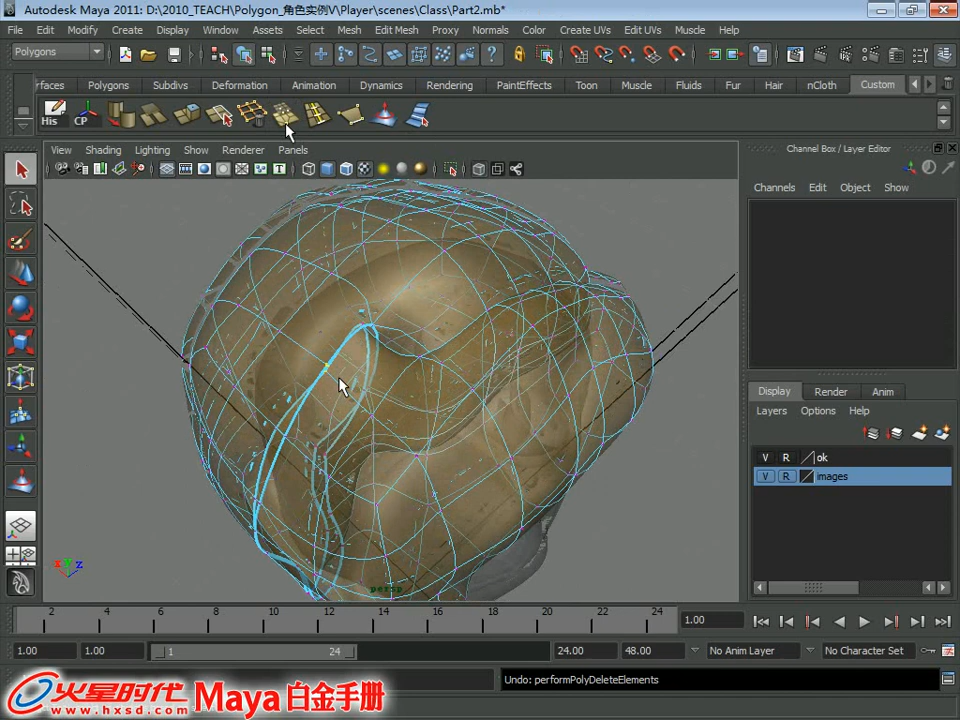 Autodesk Maya 2011: D:\2010_TEACH\Polygon_角色实例V\Player\scenes\Class\Part2.mb*
File Edit Modify Create Display Window Assets Select Mesh Edit Mesh Proxy Normals Color Create UVs Edit UVs Muscle Help
Polygons
rfaces Polygons Subdivs Deformation Animation Dynamics Rendering PaintEffects Toon Muscle Fluids Fur Hair nCloth Custom
His CP
View Shading Lighting Show Renderer Panels
Channel Box / Layer Editor
Channels Edit Object Show
Display Render Anim
Layers Options Help
V R ok
V R images
persp
2 4 6 8 10 12 14 16 18 20 22 24
1.00
1.00 1.00 1 24 24.00 48.00 No Anim Layer No Character Set
Undo: performPolyDeleteElements
火星时代 Maya 白金手册
www.hxsd.com